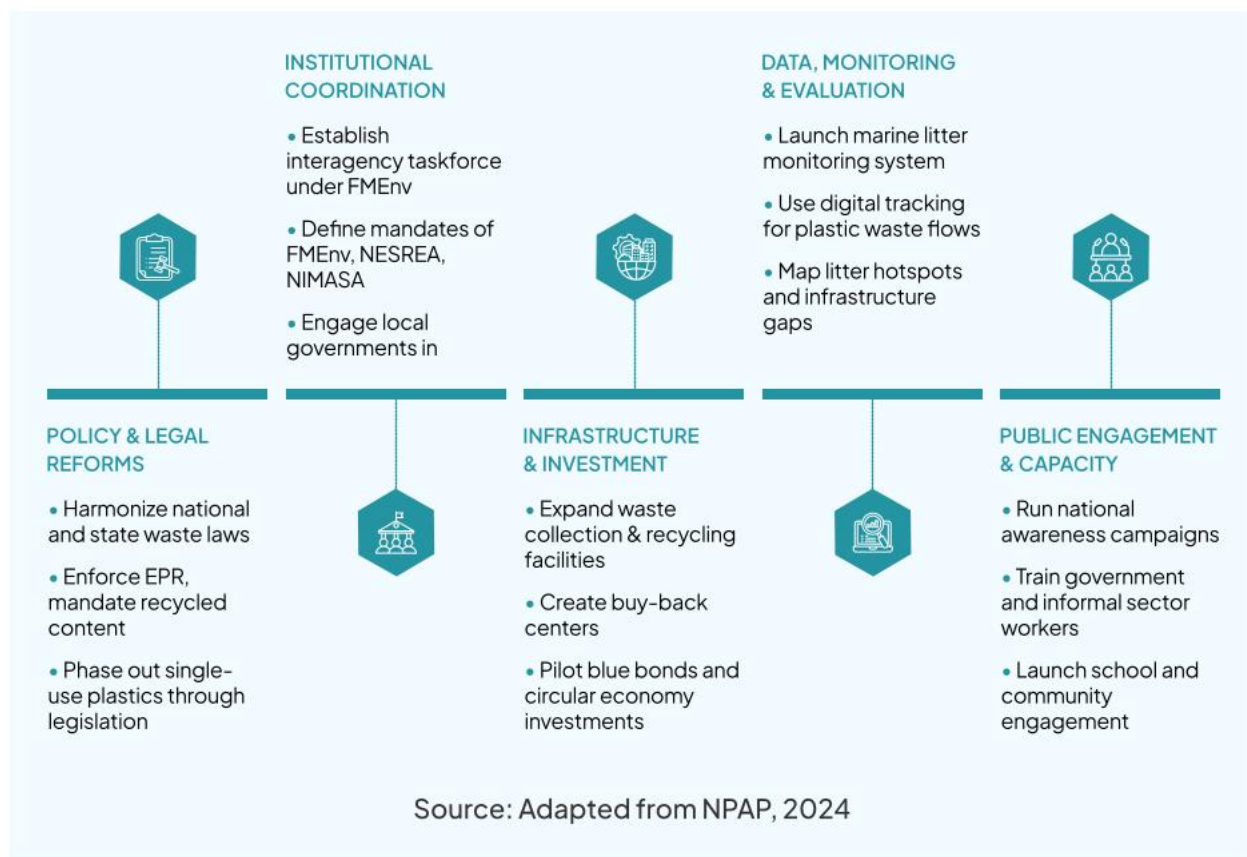 INSTITUTIONAL
COORDINATION
• Establish
interagency taskforce
under FMEnv
• Define mandates of
FMEnv, NESREA,
NIMASA
• Engage local
governments in
DATA, MONITORING
& EVALUATION
• Launch marine litter
monitoring system
• Use digital tracking
for plastic waste flows
• Map litter hotspots
and infrastructure
gaps
POLICY & LEGAL
REFORMS
• Harmonize national
and state waste laws
• Enforce EPR,
mandate recycled
content
• Phase out single-
use plastics through
legislation
INFRASTRUCTURE
& INVESTMENT
• Expand waste
collection & recycling
facilities
• Create buy-back
centers
• Pilot blue bonds and
circular economy
investments
PUBLIC ENGAGEMENT
& CAPACITY
• Run national
awareness campaigns
• Train government
and informal sector
workers
• Launch school and
community
engagement
Source: Adapted from NPAP, 2024